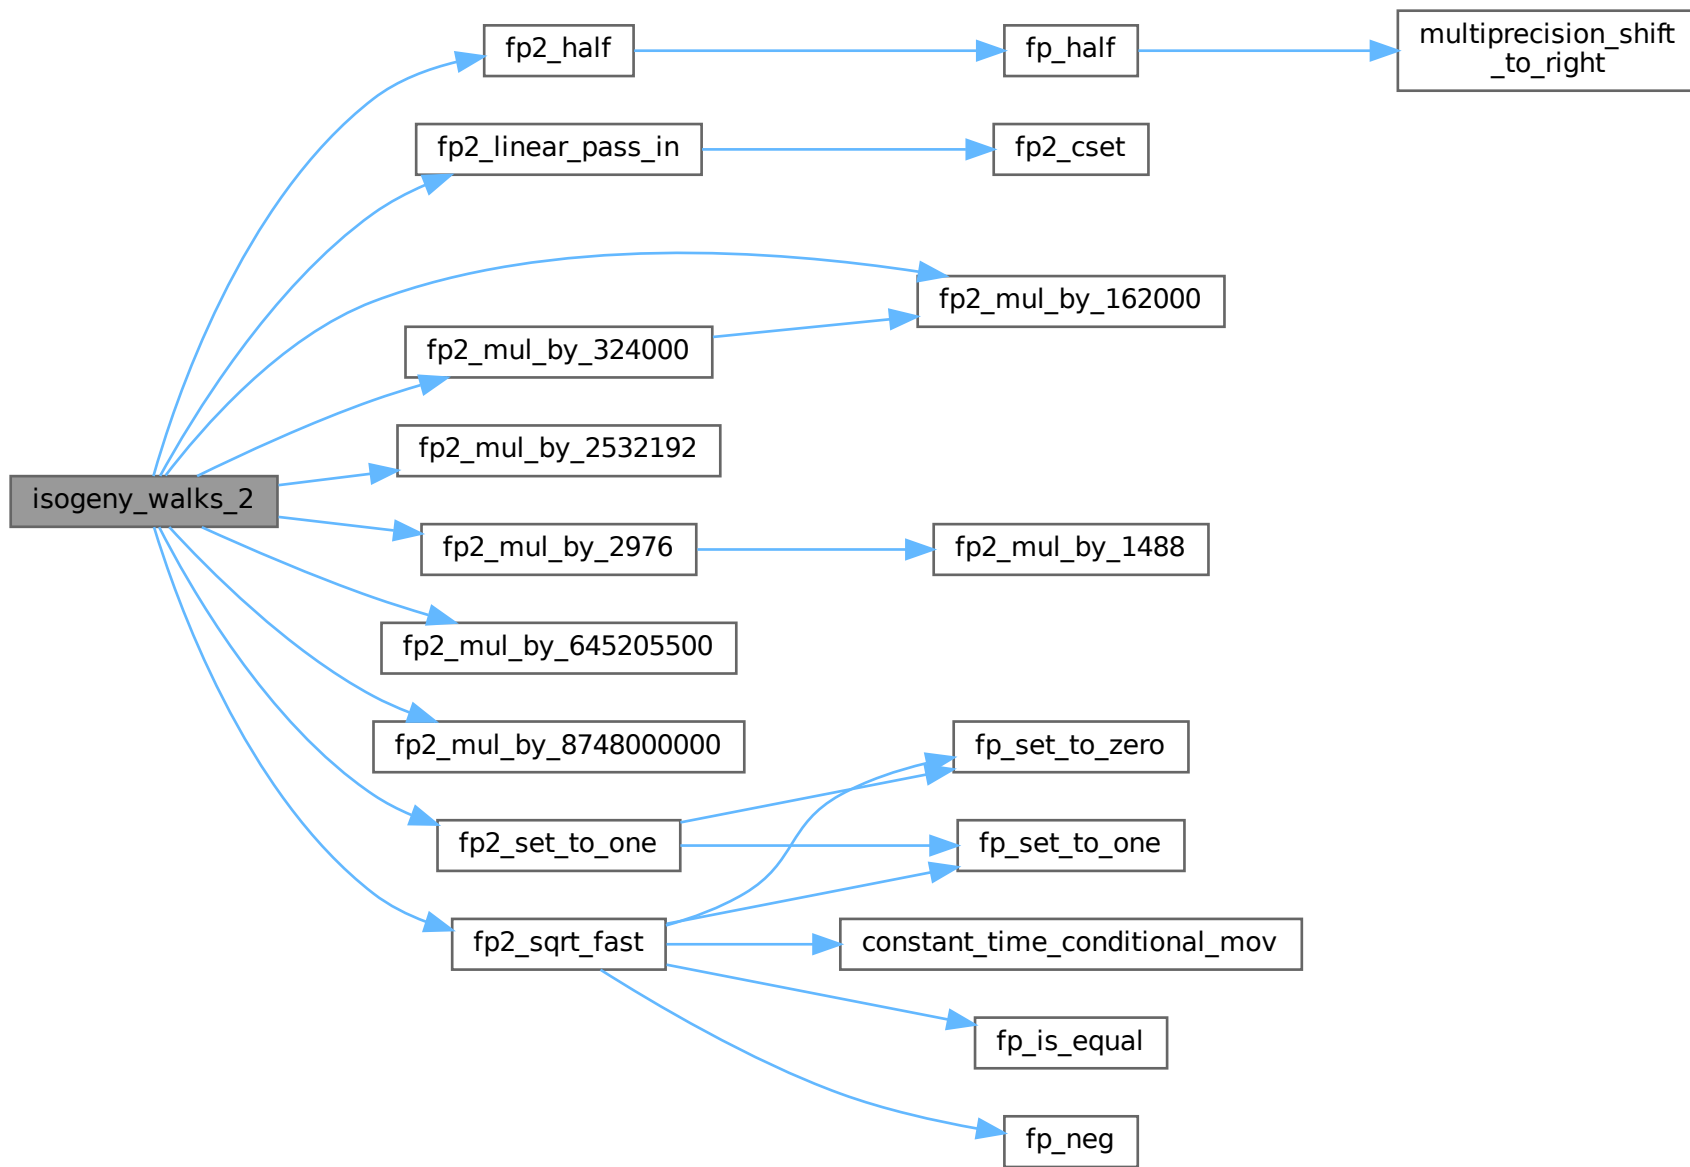 fp2_half
fp_half
multiprecision_shift
_to_right
fp2_linear_pass_in
fp2_cset
fp2_mul_by_162000
fp2_mul_by_324000
fp2_mul_by_2532192
isogeny_walks_2
fp2_mul_by_2976
fp2_mul_by_1488
fp2_mul_by_645205500
fp2_mul_by_8748000000
fp_set_to_zero
fp2_set_to_one
fp_set_to_one
fp2_sqrt_fast
constant_time_conditional_mov
fp_is_equal
fp_neg